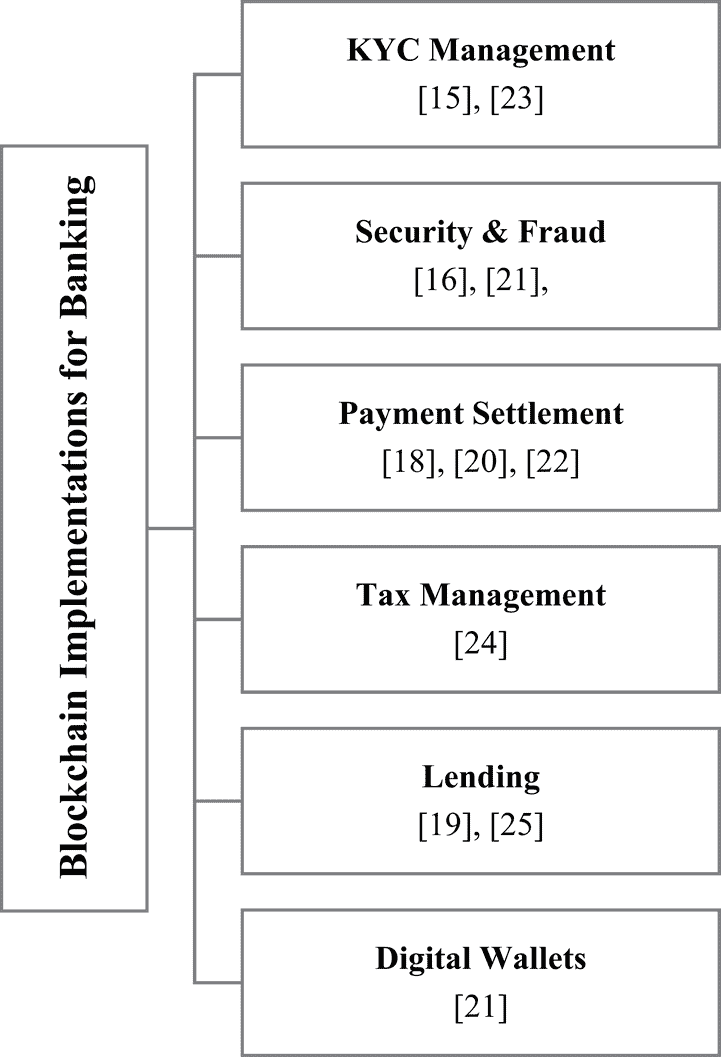 Blockchain Implementations for Banking
KYC Management
[15], [23]
Security & Fraud
[16], [21],
Payment Settlement
[18], [20], [22]
Tax Management
[24]
Lending
[19], [25]
Digital Wallets
[21]